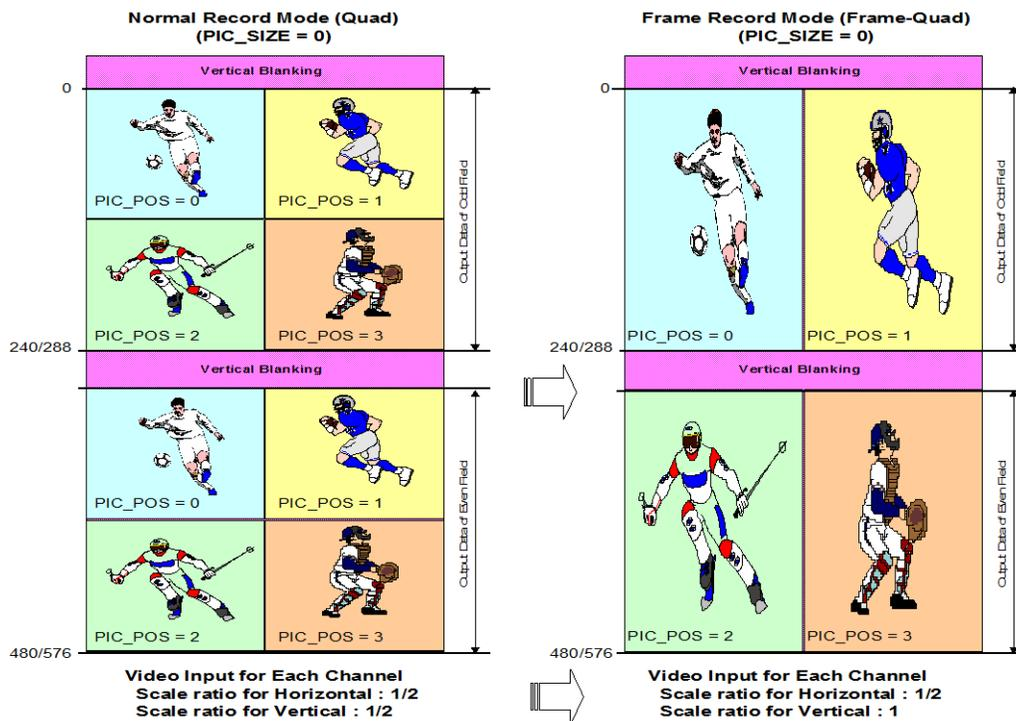 Normal Record Mode (Quad)
(PIC_SIZE = 0)
Vertical Blanking
0
PIC_POS = 0
PIC_POS = 1
Output Data of Odd Field
PIC_POS = 2
PIC_POS = 3
240/288
Vertical Blanking
PIC_POS = 0
PIC_POS = 1
Output Data of Even Field
PIC_POS = 2
PIC_POS = 3
480/576
Video Input for Each Channel
Scale ratio for Horizontal : 1/2
Scale ratio for Vertical : 1/2
Frame Record Mode (Frame-Quad)
(PIC_SIZE = 0)
Vertical Blanking
0
PIC_POS = 0
PIC_POS = 1
Output Data of Odd Field
240/288
Vertical Blanking
PIC_POS = 2
PIC_POS = 3
Output Data of Even Field
480/576
Video Input for Each Channel
Scale ratio for Horizontal : 1/2
Scale ratio for Vertical : 1